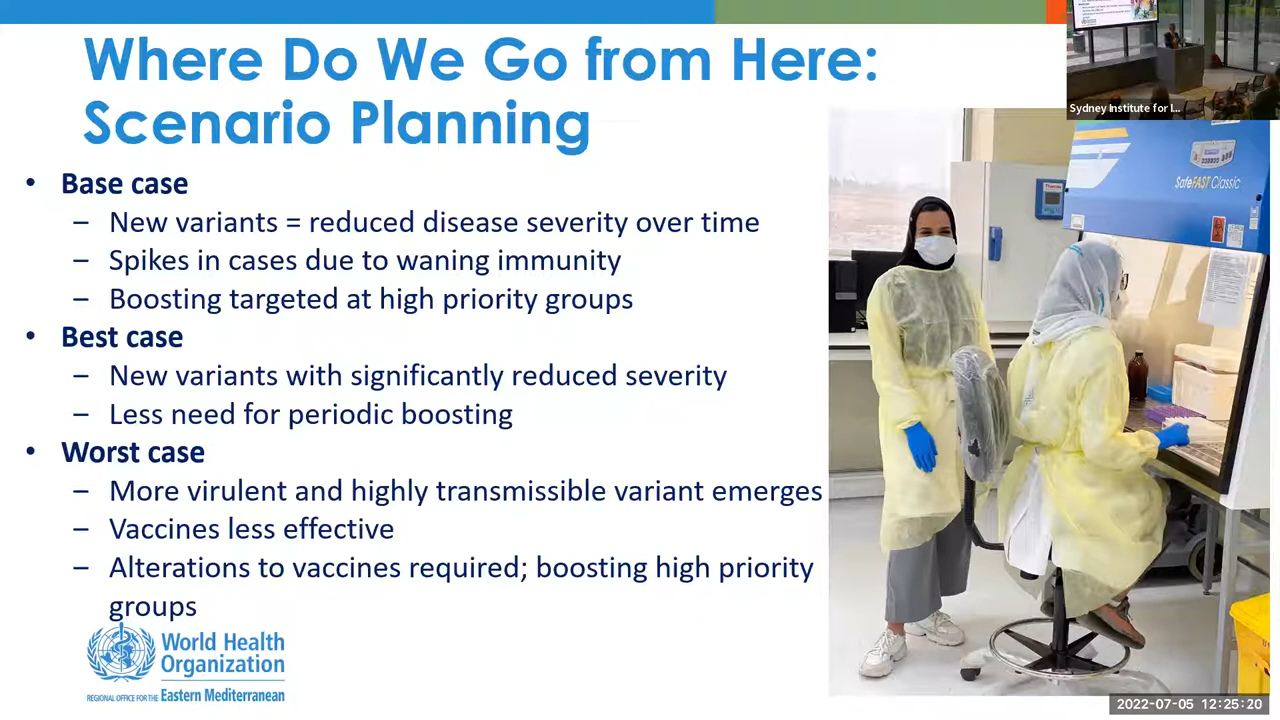 Where Do We Go from Here:
Scenario Planning
Sydney Institute for I...
• Base case
– New variants = reduced disease severity over time
– Spikes in cases due to waning immunity
– Boosting targeted at high priority groups
• Best case
– New variants with significantly reduced severity
– Less need for periodic boosting
• Worst case
– More virulent and highly transmissible variant emerges
– Vaccines less effective
– Alterations to vaccines required; boosting high priority
groups
SafeFAST Classic
World Health
Organization
REGIONAL OFFICE FOR THE Eastern Mediterranean
2022-07-05 12:25:20